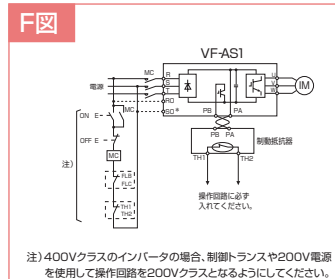 F図
VF-AS1
MC
電源
R
S
T
RO
SO*
U
V
W
IM
PB PA
PB PA
制動抵抗器
TH1 TH2
操作回路に必ず
入れてください。
ON E
MC
OFF E
MC
注)
FLB
FLC
TH1
TH2
注)400Vクラスのインバータの場合、制御トランスや200V電源
を使用して操作回路を200Vクラスとなるようにしてください。